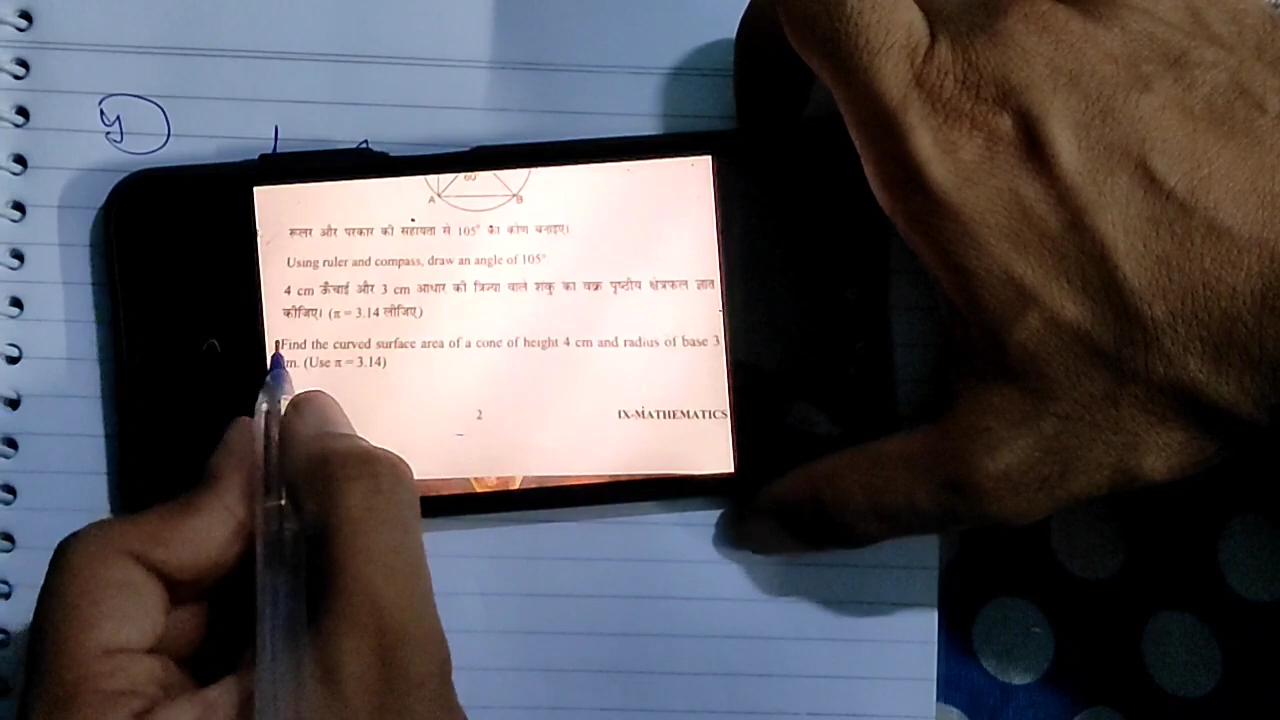 y
60°
A B
रूलर और परकार की सहायता से 105° का कोण बनाइए।
Using ruler and compass, draw an angle of 105°
4 cm ऊँचाई और 3 cm आधार की त्रिज्या वाले शंकु का वक्र पृष्ठीय क्षेत्रफल ज्ञात
कीजिए। (π = 3.14 लीजिए)
Find the curved surface area of a cone of height 4 cm and radius of base 3
m. (Use π = 3.14)
2 IX-MATHEMATICS